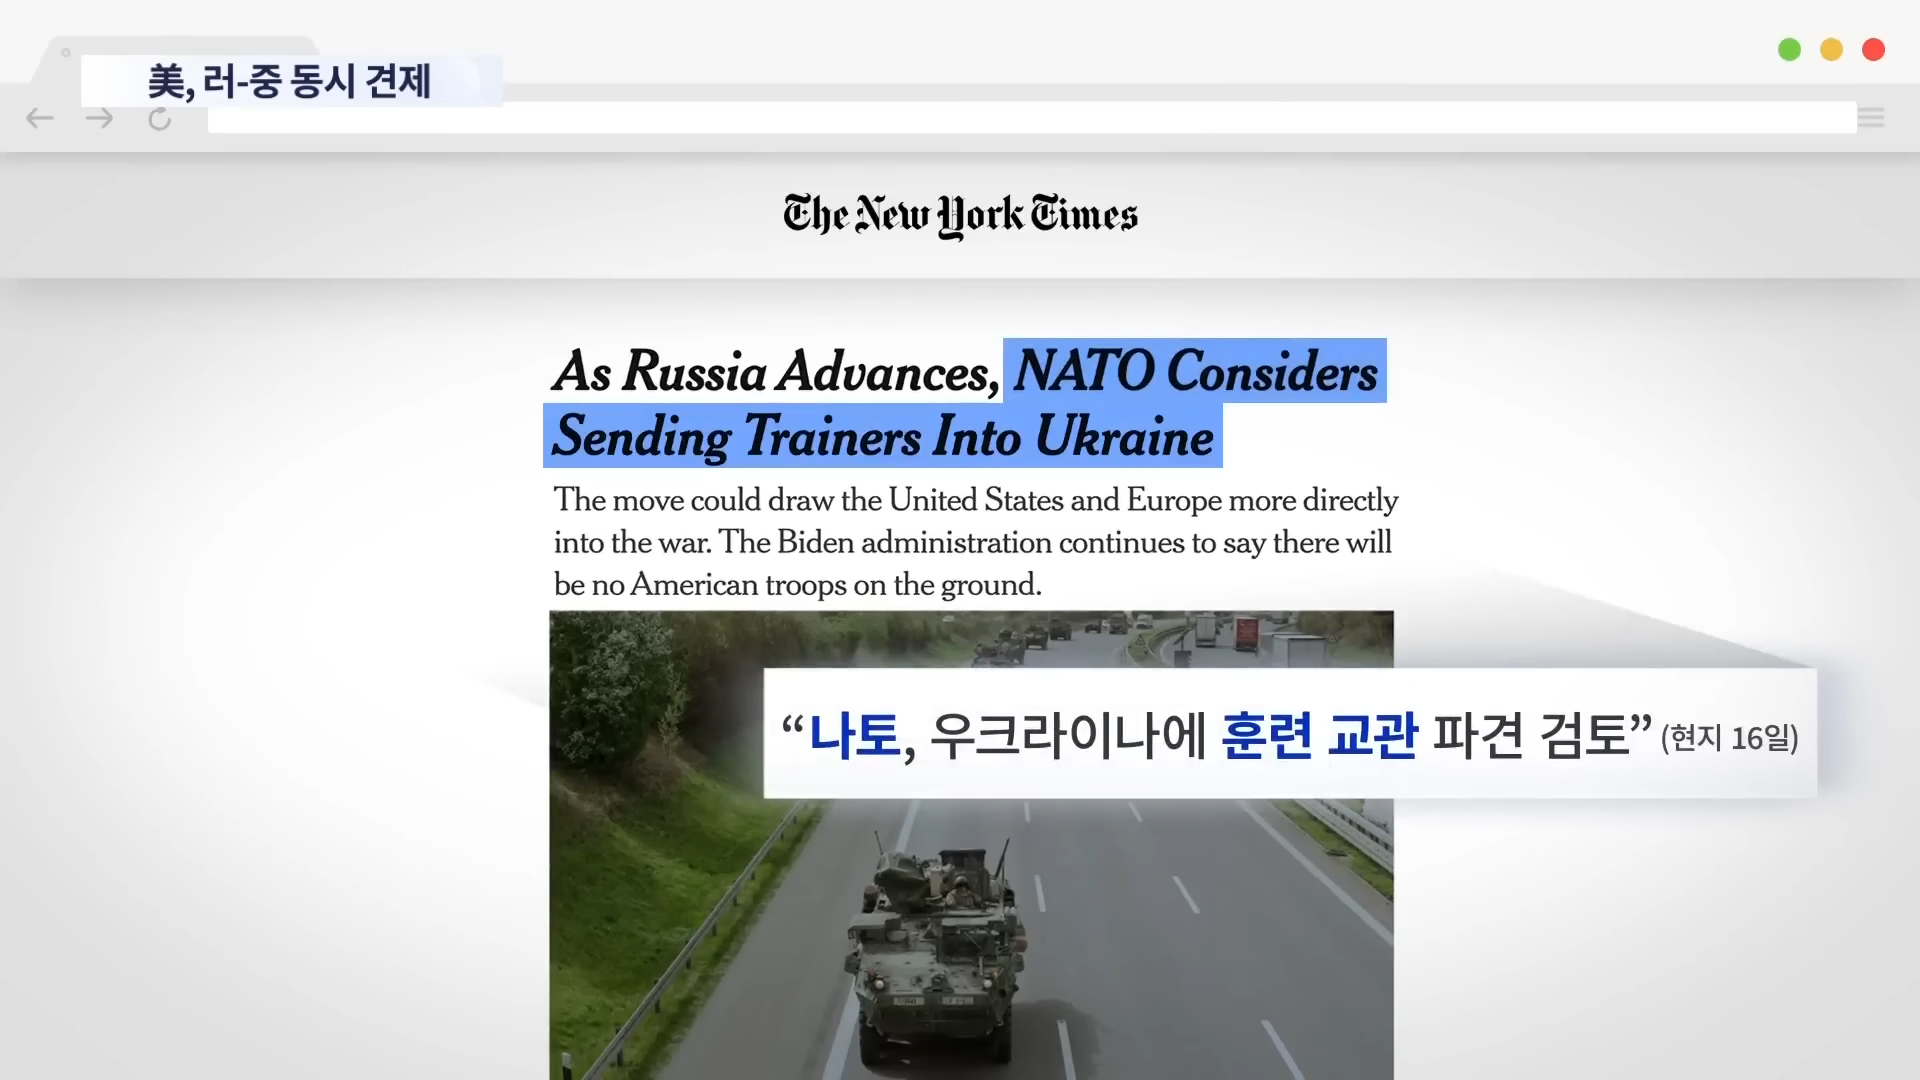 美, 러-중 동시 견제
The New York Times
As Russia Advances, NATO Considers
Sending Trainers Into Ukraine
The move could draw the United States and Europe more directly
into the war. The Biden administration continues to say there will
be no American troops on the ground.
“나토, 우크라이나에 훈련 교관 파견 검토” (현지 16일)